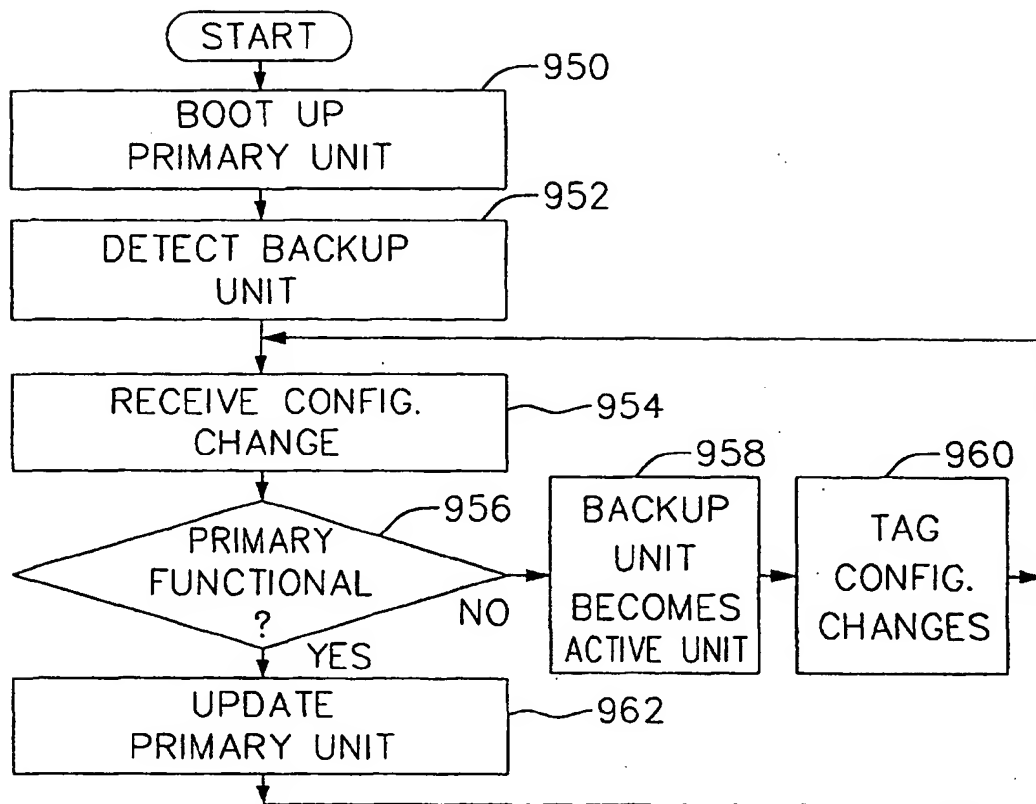 START
950
BOOT UP
PRIMARY UNIT
952
DETECT BACKUP
UNIT
RECEIVE CONFIG.
CHANGE
954
956
PRIMARY
FUNCTIONAL
?
NO
YES
958
BACKUP
UNIT
BECOMES
ACTIVE UNIT
960
TAG
CONFIG.
CHANGES
UPDATE
PRIMARY UNIT
962